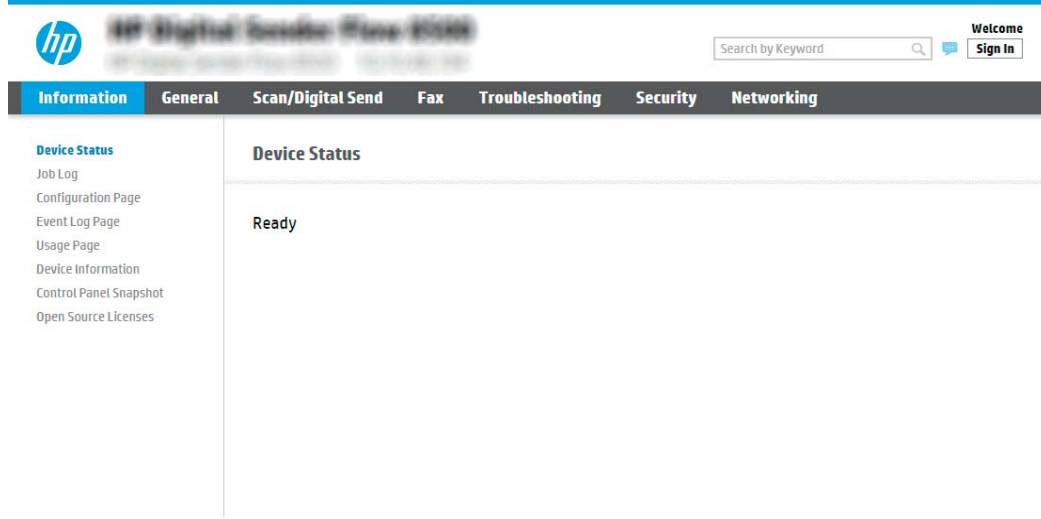 hp
Welcome
Search by Keyword
Sign In
Information General Scan/Digital Send Fax Troubleshooting Security Networking
Device Status
Job Log
Configuration Page
Event Log Page
Usage Page
Device Information
Control Panel Snapshot
Open Source Licenses
Device Status
Ready